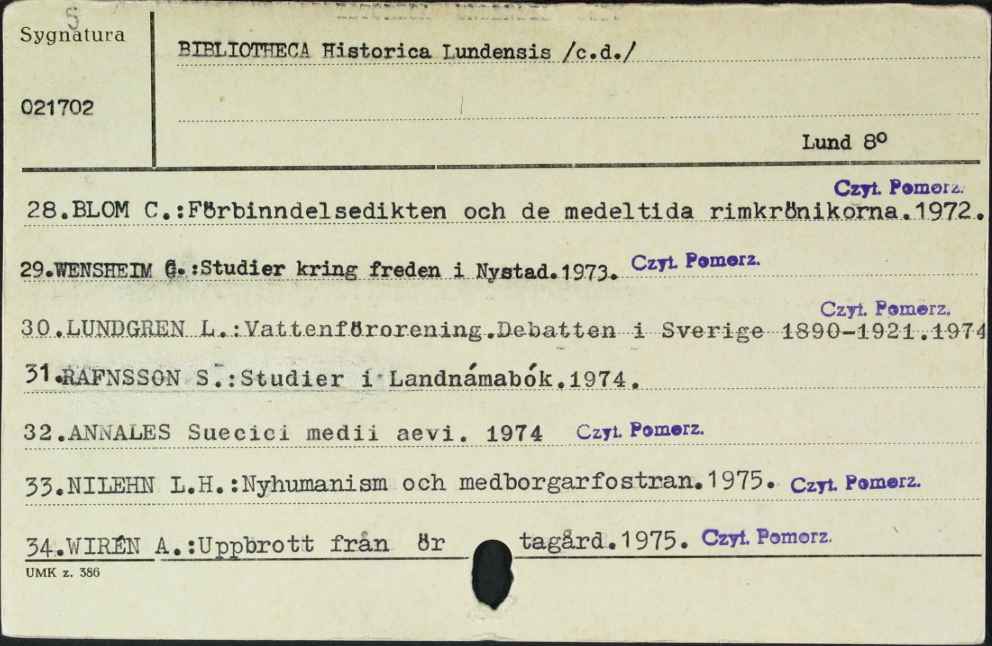 S
Sygnatura
BIBLIOTHECA Historica Lundensis /c.d./
021702
Lund 8º
Czyt. Pomorz.
28.BLOM C.:Förbinndelsedikten och de medeltida rimkrönikorna.1972.
29.WENSHEIM G.:Studier kring freden i Nystad.1973. Czyt. Pomorz.
Czyt. Pomorz.
30.LUNDGREN L.:Vattenförorening.Debatten i Sverige 1890-1921.1974
31.RAFNSSON S.:Studier i Landnámabók.1974.
32.ANNALES Suecici medii aevi. 1974 Czyt. Pomorz.
33.NILEHN L.H.:Nyhumanism och medborgarfostran.1975. Czyt. Pomorz.
34.WIRÉN A.:Uppbrott från ör tagård.1975. Czyt. Pomorz.
UMK z. 386